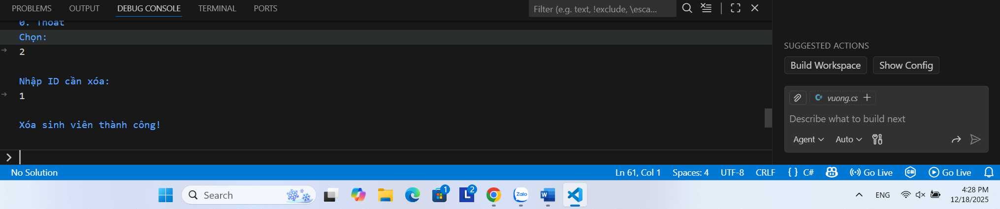 PROBLEMS OUTPUT DEBUG CONSOLE TERMINAL PORTS
Filter (e.g. text, !exclude, \esca...
0. Thoát
Chọn:
2
Nhập ID cần xóa:
1
Xóa sinh viên thành công!
SUGGESTED ACTIONS
Build Workspace Show Config
vuong.cs
Describe what to build next
Agent Auto
No Solution
Ln 61, Col 1 Spaces: 4 UTF-8 CRLF { } C# Go Live C# Go Live
Search
1
L 2
Zalo
W
ENG
4:28 PM
12/18/2025